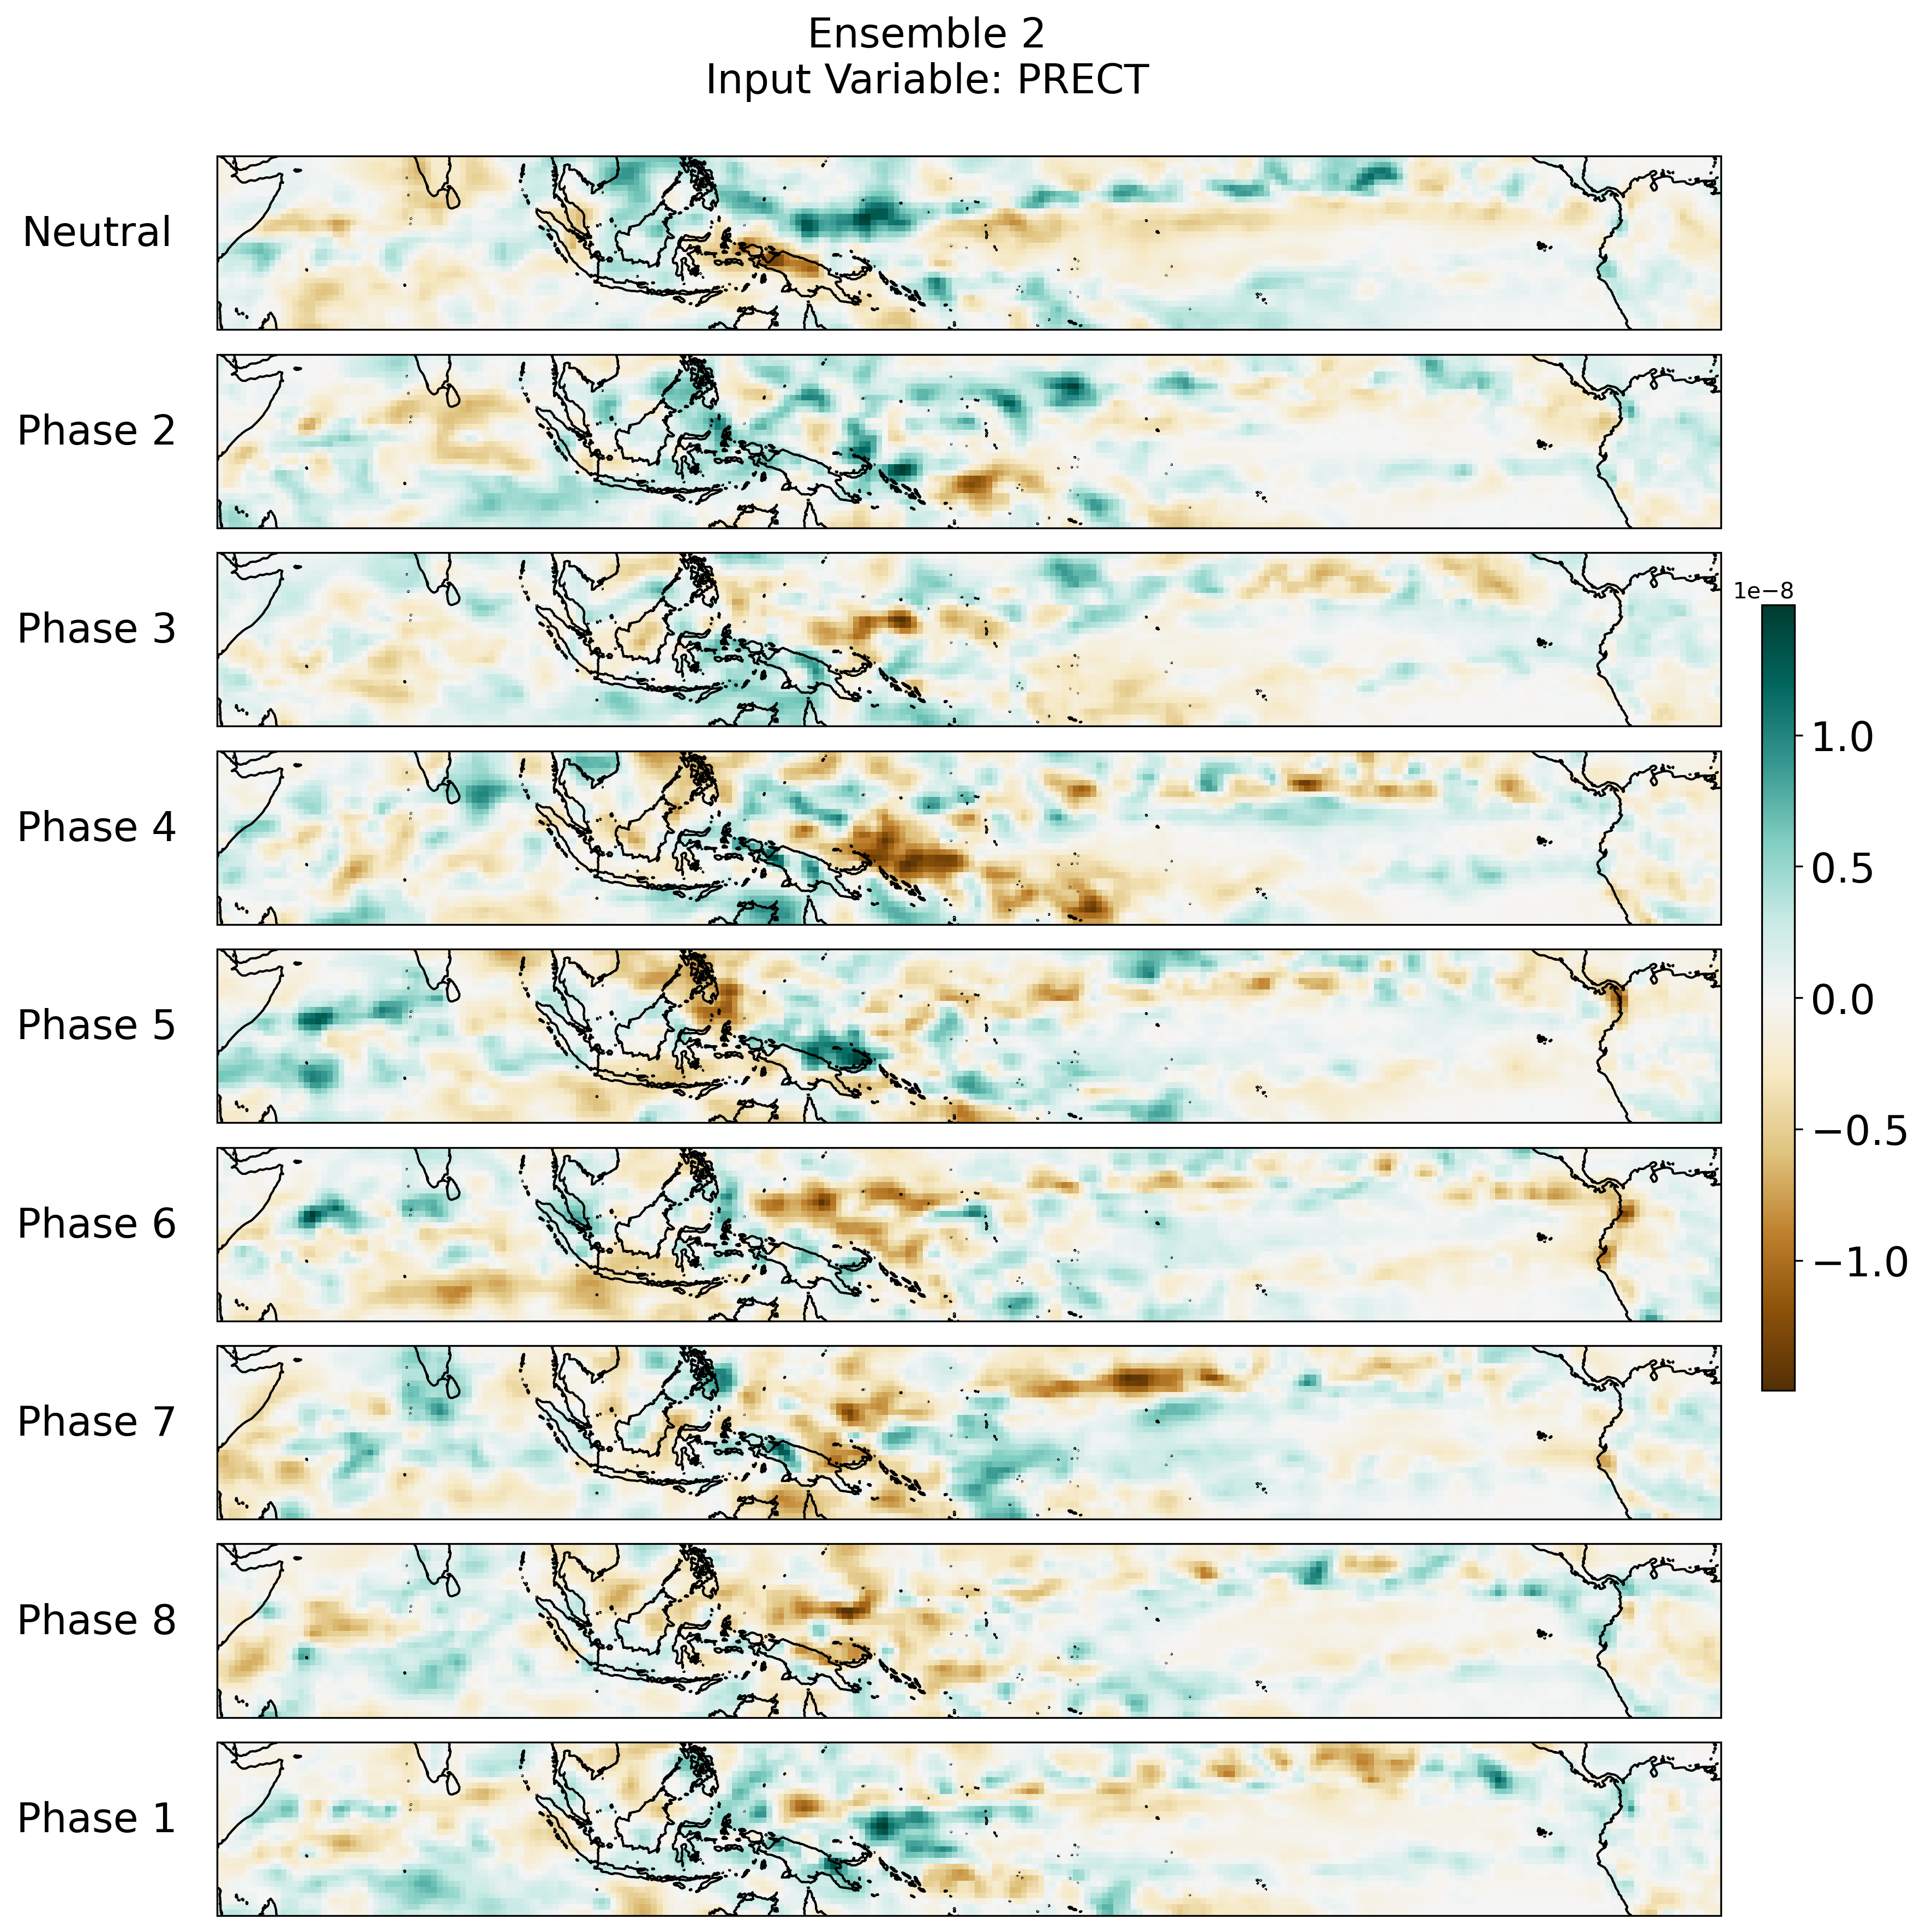 Ensemble 2
Input Variable: PRECT
Neutral
Phase 2
Phase 3
1e−8
Phase 4
1.0
0.5
Phase 5
0.0
−0.5
Phase 6
−1.0
Phase 7
Phase 8
Phase 1